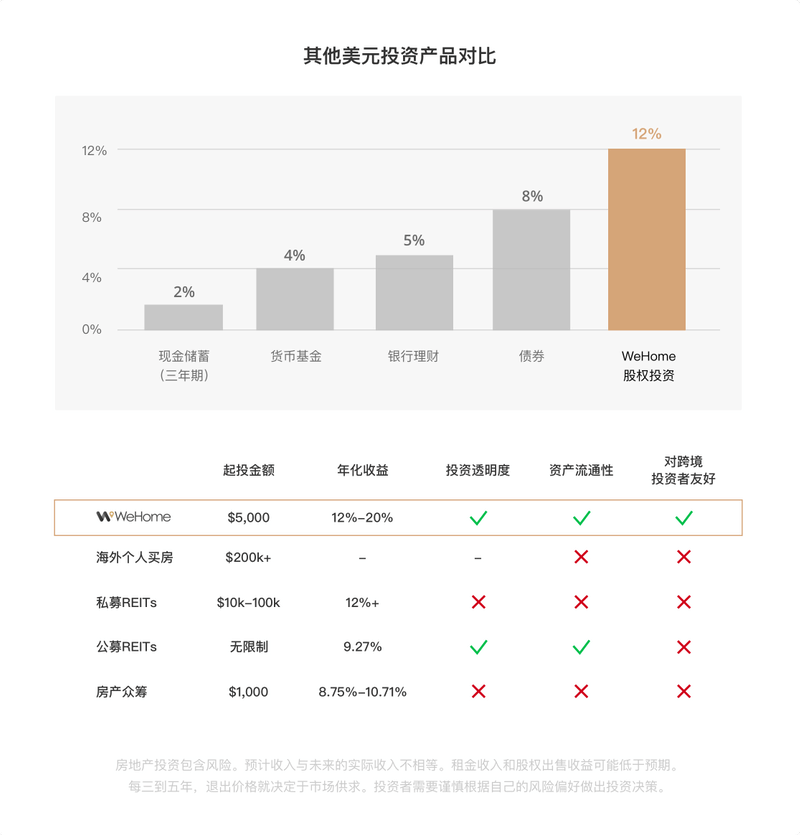 其他美元投资产品对比
12%
12%
8%
8%
5%
4%
4%
2%
0%
现金储蓄
（三年期）
货币基金
银行理财
债券
WeHome
股权投资
起投金额 年化收益 投资透明度 资产流通性 对跨境
投资者友好
WeHome $5,000 12%–20%
海外个人买房 $200k+ – –
私募REITs $10k–100k 12%+
公募REITs 无限制 9.27%
房产众筹 $1,000 8.75%–10.71%
房地产投资包含风险。预计收入与未来的实际收入不相等。租金收入和股权出售收益可能低于预期。
每三到五年，退出价格就决定于市场供求。投资者需要谨慎根据自己的风险偏好做出投资决策。